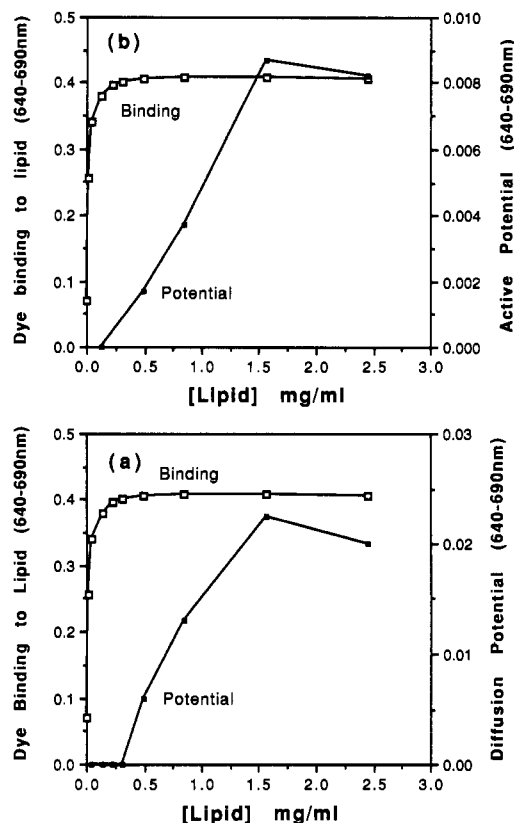 (b)
Dye binding to lipid (640-690nm)
0.5
0.4
0.3
0.2
0.1
0.0
Binding
Potential
0.010
0.008
0.006
0.004
0.002
0.000
Active Potential (640-690nm)
0.0 0.5 1.0 1.5 2.0 2.5 3.0
[Lipid] mg/ml
(a)
Dye Binding to Lipid (640-690nm)
0.5
0.4
0.3
0.2
0.1
0.0
Binding
Potential
0.03
0.02
0.01
0.00
Diffusion Potential (640-690nm)
0.0 0.5 1.0 1.5 2.0 2.5 3.0
[Lipid] mg/ml